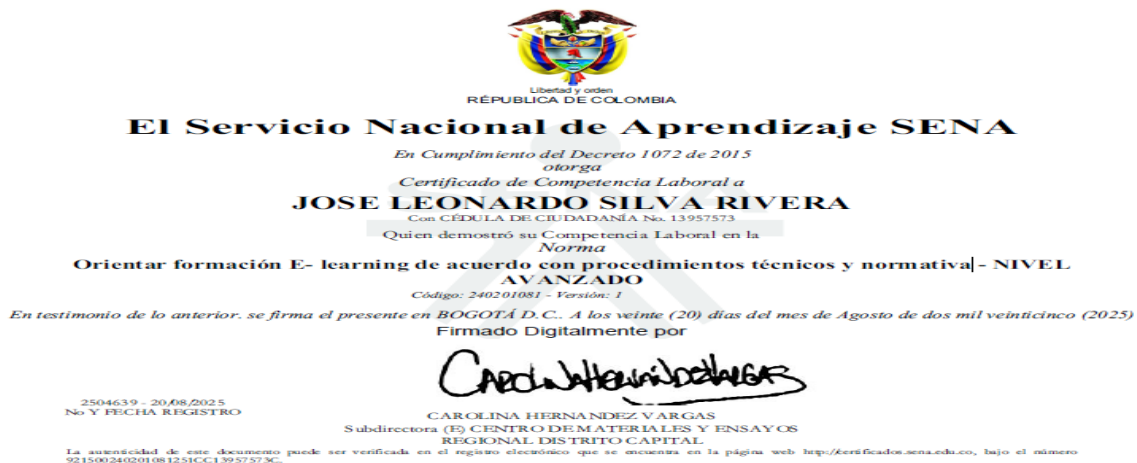 Libertad y orden
RÉPUBLICA DE COLOMBIA
El Servicio Nacional de Aprendizaje SENA
En Cumplimiento del Decreto 1072 de 2015
otorga
Certificado de Competencia Laboral a
JOSE LEONARDO SILVA RIVERA
Con CÉDULA DE CIUDADANÍA No. 13957573
Quien demostró su Competencia Laboral en la
Norma
Orientar formación E- learning de acuerdo con procedimientos técnicos y normativa - NIVEL
AVANZADO
Código: 240201081 - Versión: 1
En testimonio de lo anterior. se firma el presente en BOGOTÁ D.C.. A los veinte (20) días del mes de Agosto de dos mil veinticinco (2025)
Firmado Digitalmente por
CAROLINA HERNANDEZ VARGAS
2504639 - 20/08/2025
No Y FECHA REGISTRO
CAROLINA HERNANDEZ VARGAS
Subdirectora (E) CENTRO DE MATERIALES Y ENSAYOS
REGIONAL DISTRITO CAPITAL
La autenticidad de este documento puede ser verificada en el registro electrónico que se encuentra en la página web http://certificados.sena.edu.co, bajo el número
921500240201081251CC13957573C.